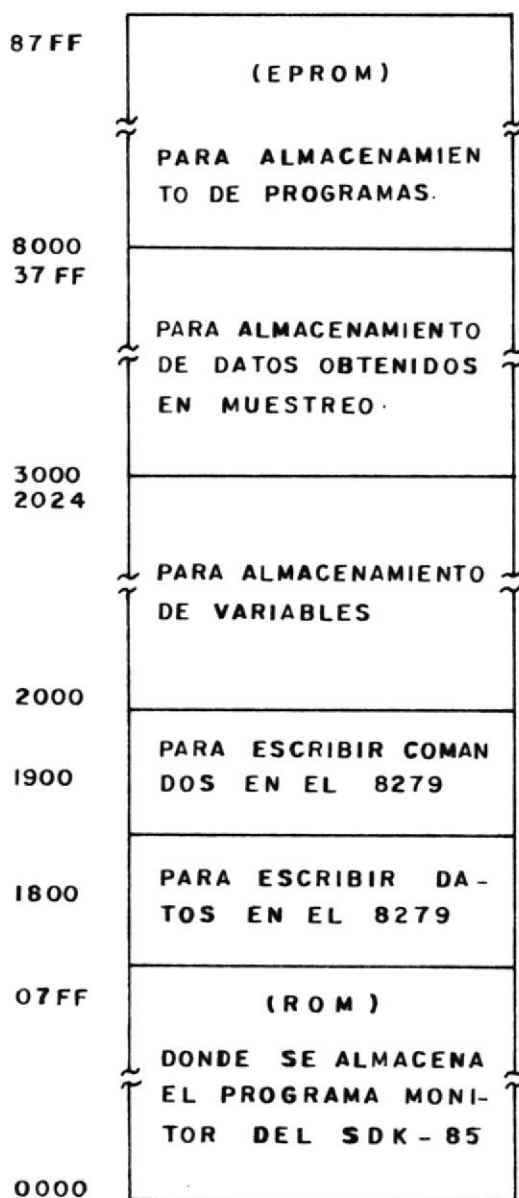 87FF
(EPROM)
PARA ALMACENAMIEN
TO DE PROGRAMAS.
8000
37FF
PARA ALMACENAMIENTO
DE DATOS OBTENIDOS
EN MUESTREO.
3000
2024
PARA ALMACENAMIENTO
DE VARIABLES
2000
PARA ESCRIBIR COMAN
1900
DOS EN EL 8279
PARA ESCRIBIR DA-
1800
TOS EN EL 8279
07FF
(ROM)
DONDE SE ALMACENA
EL PROGRAMA MONI-
TOR DEL SDK-85
0000